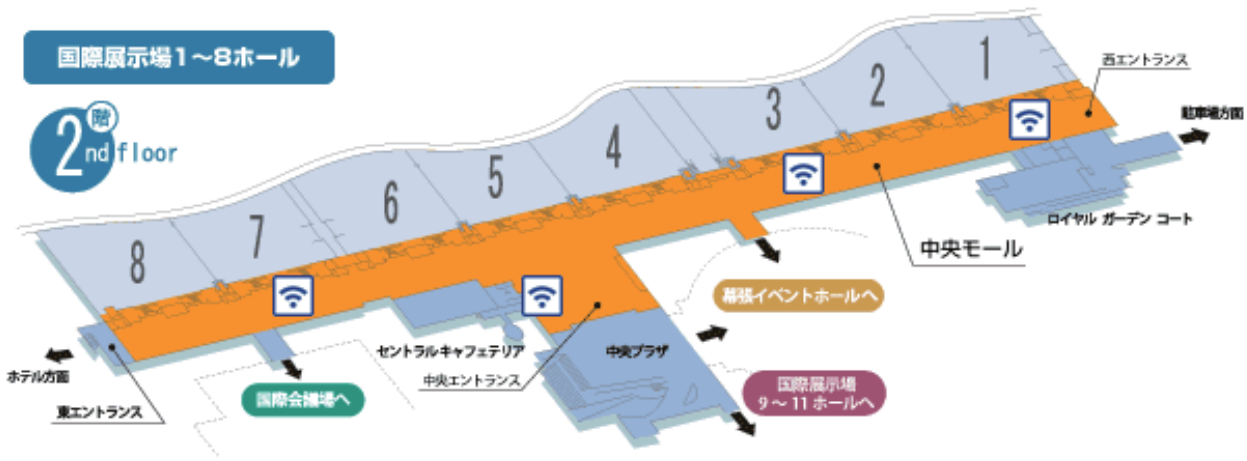 国際展示場1～8ホール
階
2nd floor
1
2
3
4
5
6
7
8
西エントランス
駐車場方面
ロイヤル ガーデン コート
中央モール
幕張イベントホールへ
セントラルキャフェテリア
中央プラザ
中央エントランス
国際展示場
9～11ホールへ
国際会議場へ
ホテル方面
東エントランス